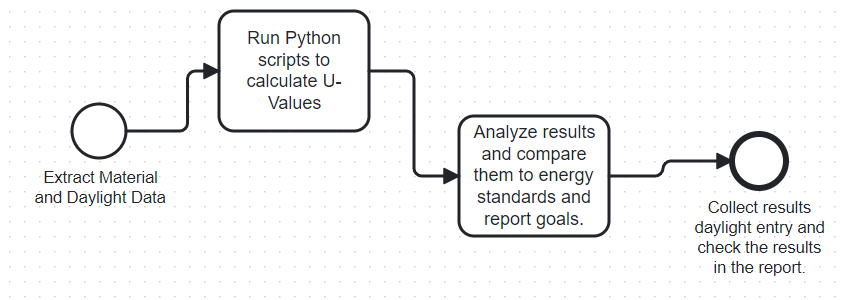 Run Python
scripts to
calculate U-
Values
Extract Material
and Daylight Data
Analyze results
and compare
them to energy
standards and
report goals.
Collect results
daylight entry and
check the results
in the report.